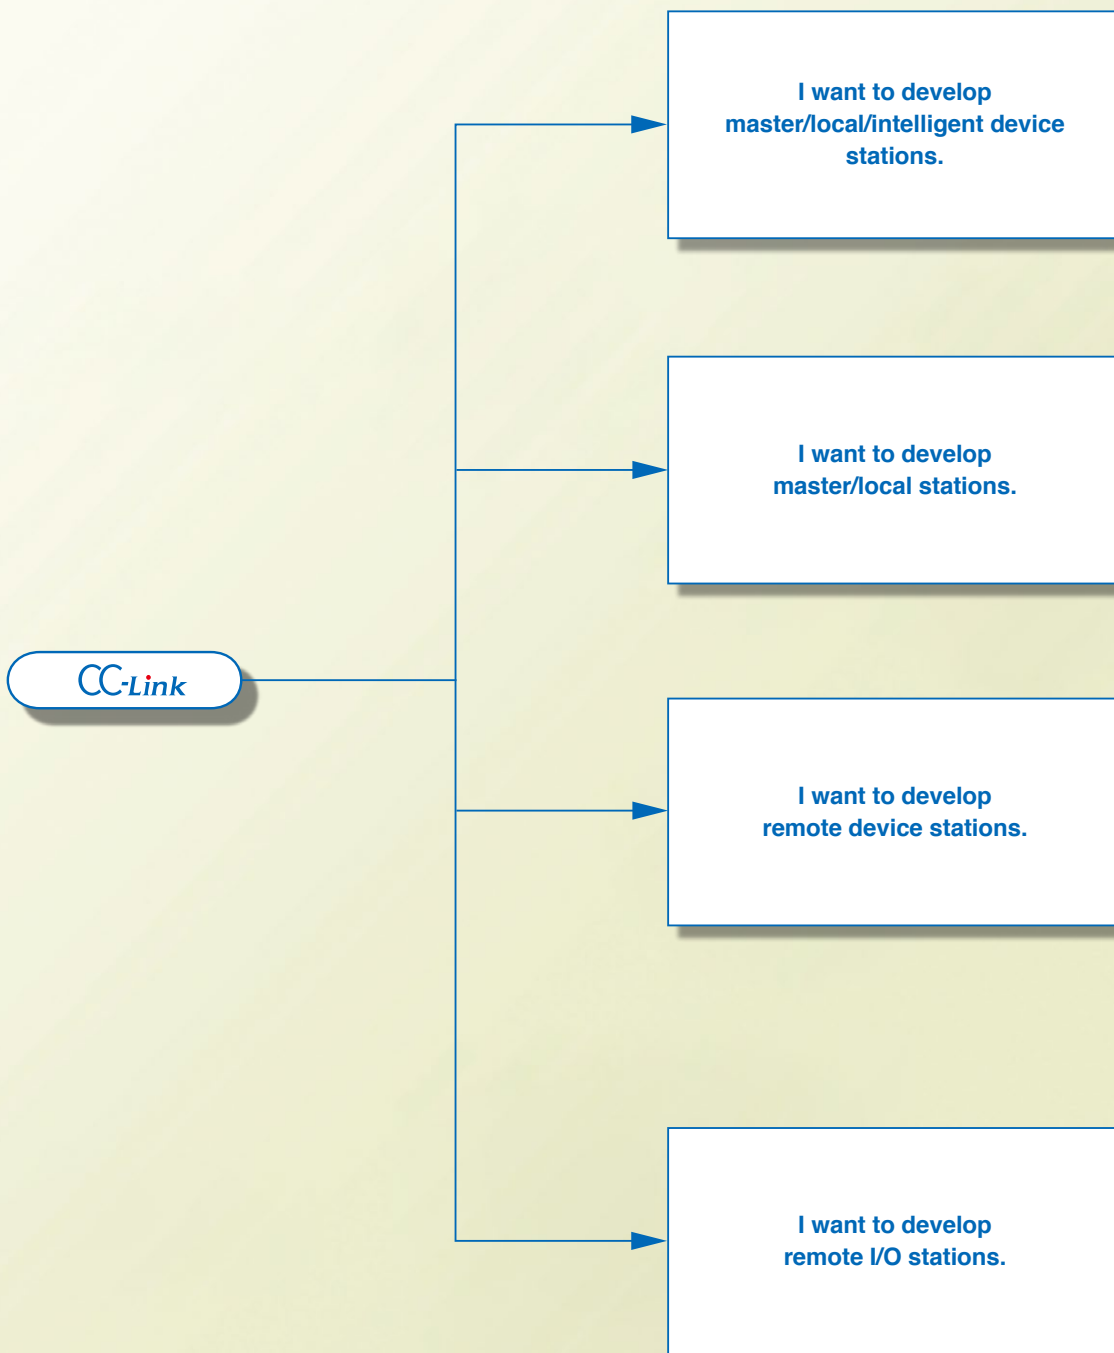 I want to develop
master/local/intelligent device
stations.
I want to develop
master/local stations.
CC-Link
I want to develop
remote device stations.
I want to develop
remote I/O stations.